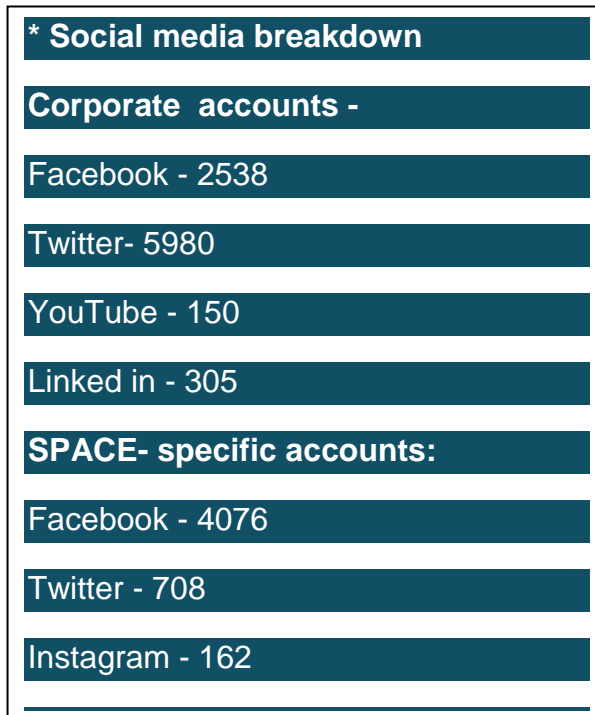 * Social media breakdown
Corporate  accounts -
Facebook - 2538
Twitter- 5980
YouTube - 150
Linked in - 305
SPACE- specific accounts:
Facebook - 4076
Twitter - 708
Instagram - 162